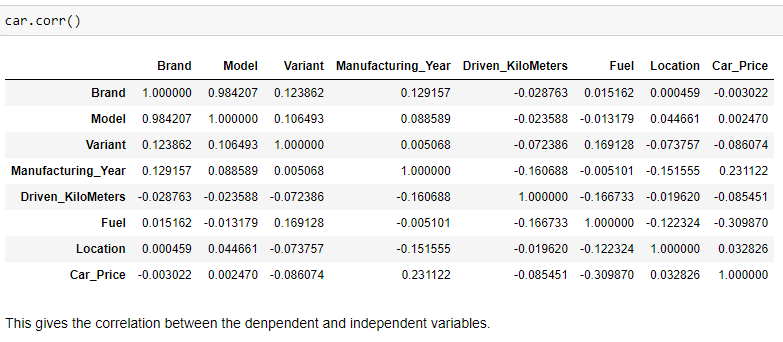 car.corr()
Brand Model Variant Manufacturing_Year Driven_KiloMeters Fuel Location Car_Price
Brand 1.000000 0.984207 0.123862 0.129157 -0.028763 0.015162 0.000459 -0.003022
Model 0.984207 1.000000 0.106493 0.088589 -0.023588 -0.013179 0.044661 0.002470
Variant 0.123862 0.106493 1.000000 0.005068 -0.072386 0.169128 -0.073757 -0.086074
Manufacturing_Year 0.129157 0.088589 0.005068 1.000000 -0.160688 -0.005101 -0.151555 0.231122
Driven_KiloMeters -0.028763 -0.023588 -0.072386 -0.160688 1.000000 -0.166733 -0.019620 -0.085451
Fuel 0.015162 -0.013179 0.169128 -0.005101 -0.166733 1.000000 -0.122324 -0.309870
Location 0.000459 0.044661 -0.073757 -0.151555 -0.019620 -0.122324 1.000000 0.032826
Car_Price -0.003022 0.002470 -0.086074 0.231122 -0.085451 -0.309870 0.032826 1.000000
This gives the correlation between the denpendent and independent variables.